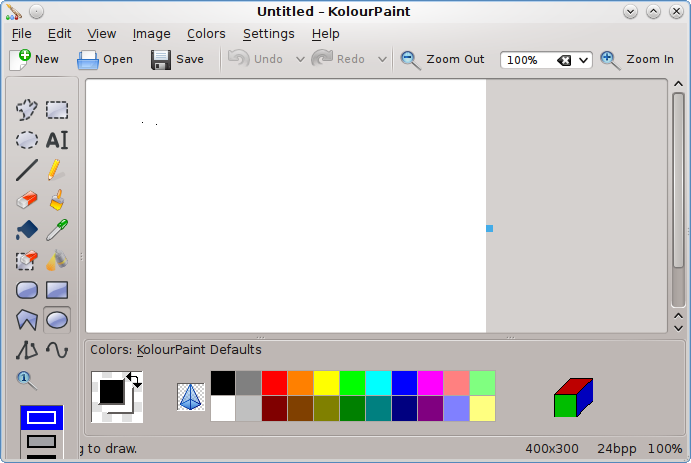 Untitled – KolourPaint
File Edit View Image Colors Settings Help
New Open Save Undo Redo Zoom Out 100% Zoom In
A
1
Colors: KolourPaint Defaults
g to draw. 400x300 24bpp 100%